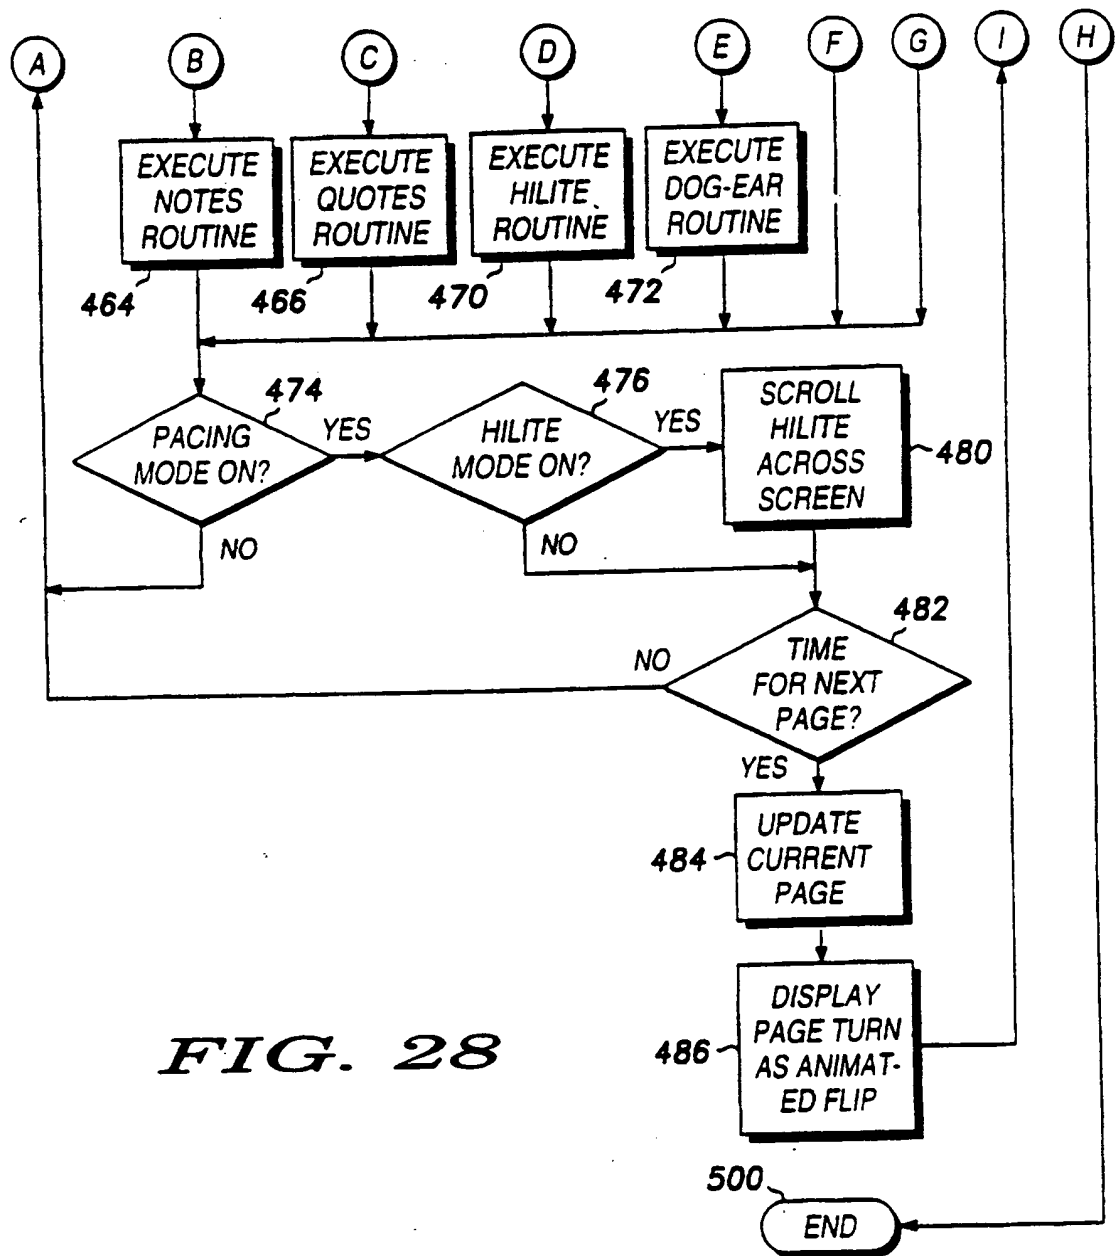 A
B
C
D
E
F
G
I
H
EXECUTE
NOTES
ROUTINE
464
EXECUTE
QUOTES
ROUTINE
466
EXECUTE
HILITE
ROUTINE
470
EXECUTE
DOG-EAR
ROUTINE
472
PACING
MODE ON?
474
YES
NO
HILITE
MODE ON?
476
YES
NO
SCROLL
HILITE
ACROSS
SCREEN
480
TIME
FOR NEXT
PAGE?
482
NO
YES
UPDATE
CURRENT
PAGE
484
DISPLAY
PAGE TURN
AS ANIMAT-
ED FLIP
486
FIG. 28
500
END